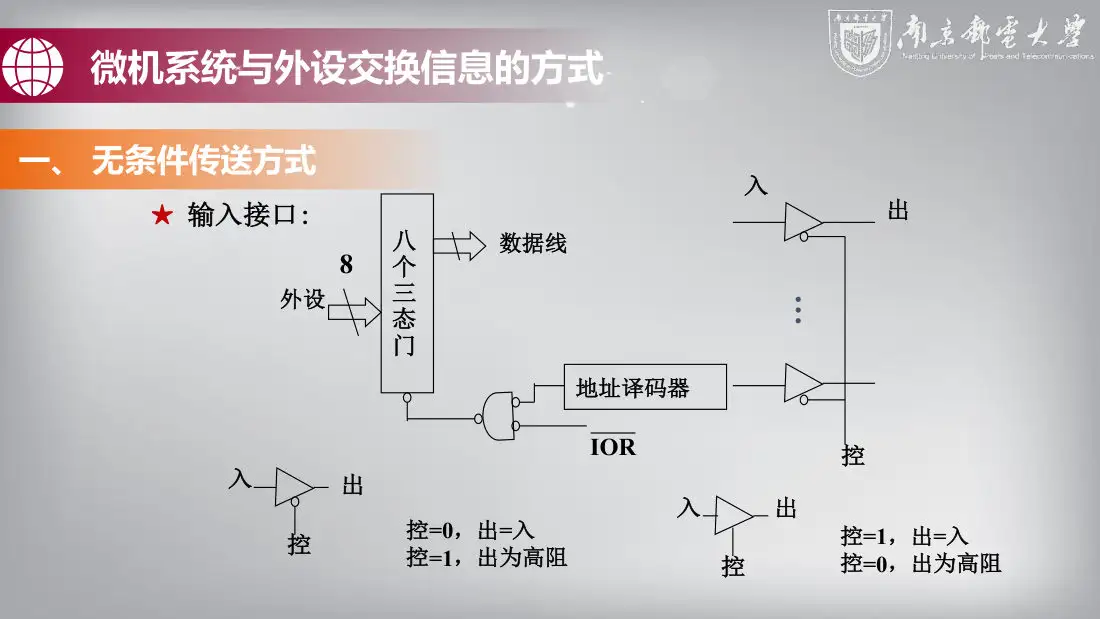 微机系统与外设交换信息的方式
南京邮电大学
Nanjing University of Posts and Telecommunications
一、 无条件传送方式
★ 输入接口:
入
出
八个三态门
数据线
8
外设
地址译码器
IOR
控
入
出
控
控=0，出=入
控=1，出为高阻
入
出
控
控=1，出=入
控=0，出为高阻